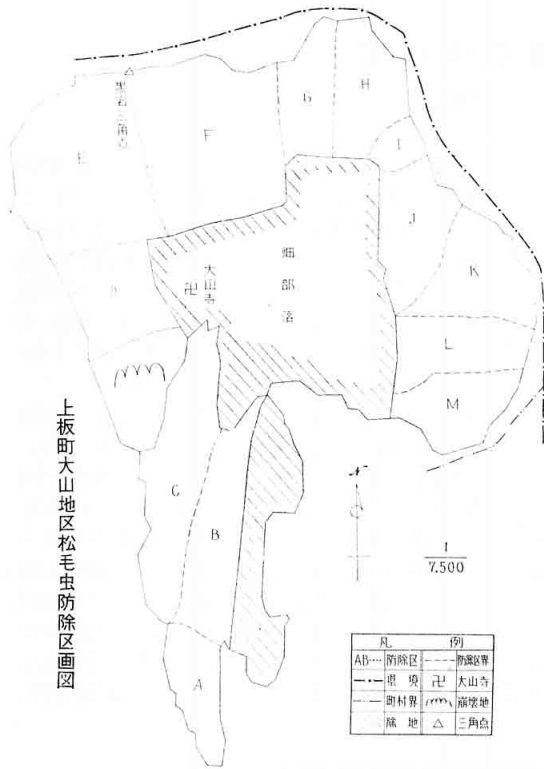 上板町大山地区松毛虫防除区画図
黒岩三角点
E
F
G
H
I
J
K
L
M
大山寺
畑部落
C
B
A
N
1
7.500
凡例
AB‥‥ 防除区
防除区界
県境
大山寺
町村界
崩壊地
除地
三角点